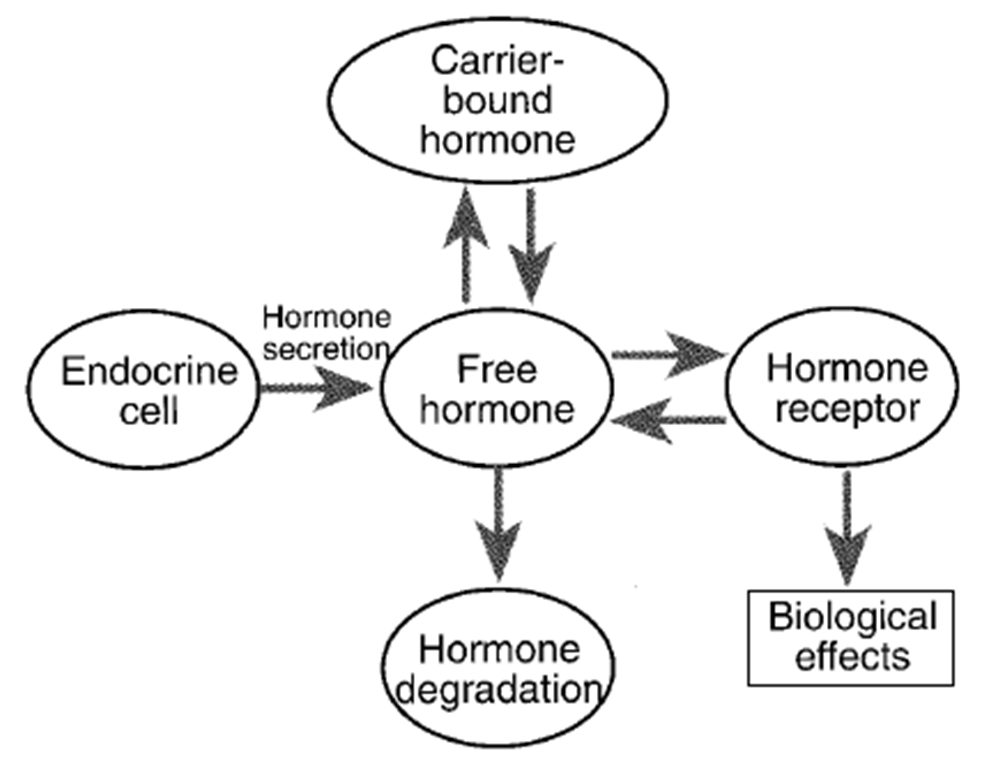 Carrier-
bound
hormone
Hormone
secretion
Endocrine
cell
Free
hormone
Hormone
receptor
Hormone
degradation
Biological
effects